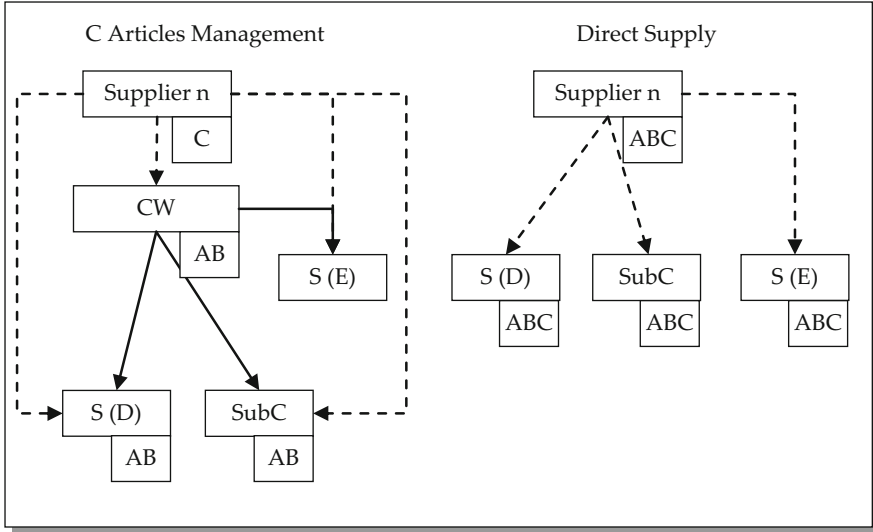 C Articles Management
Supplier n
C
CW
AB
S (E)
S (D)
SubC
AB
AB
Direct Supply
Supplier n
ABC
S (D)
SubC
S (E)
ABC
ABC
ABC